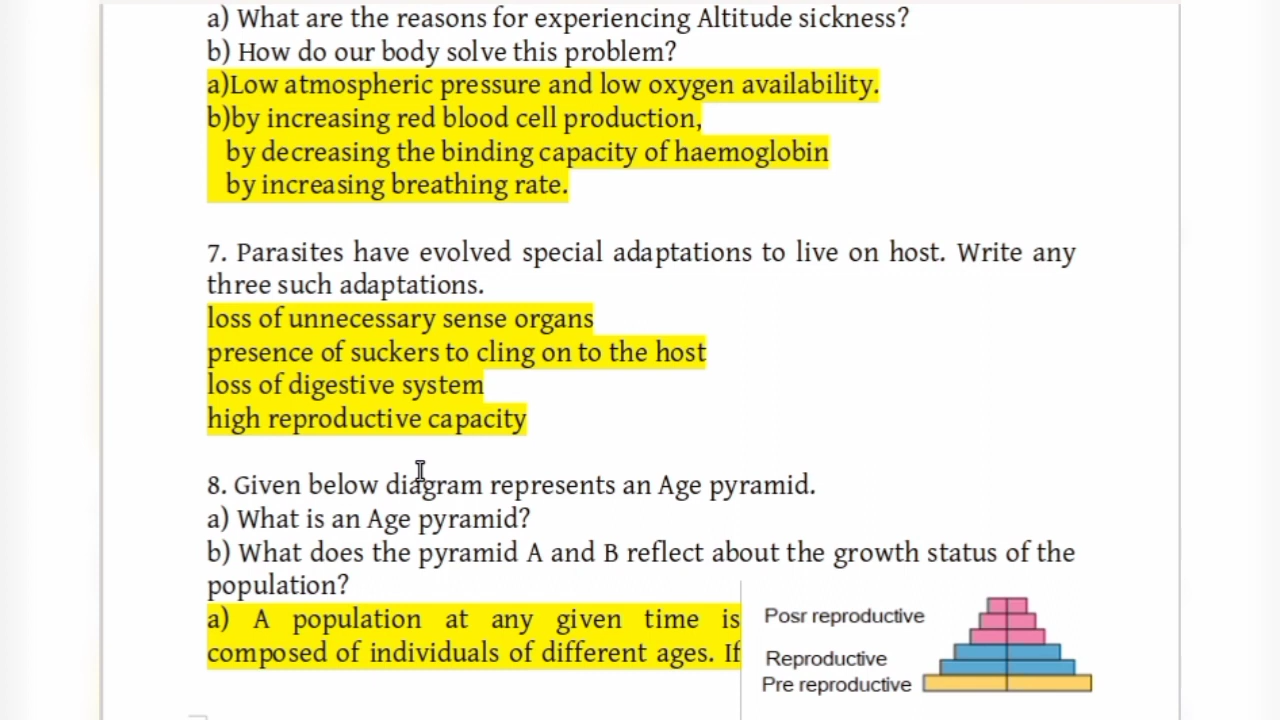 a) What are the reasons for experiencing Altitude sickness?
b) How do our body solve this problem?
a)Low atmospheric pressure and low oxygen availability.
b)by increasing red blood cell production,
by decreasing the binding capacity of haemoglobin
by increasing breathing rate.
7. Parasites have evolved special adaptations to live on host. Write any
three such adaptations.
loss of unnecessary sense organs
presence of suckers to cling on to the host
loss of digestive system
high reproductive capacity
8. Given below diagram represents an Age pyramid.
a) What is an Age pyramid?
b) What does the pyramid A and B reflect about the growth status of the
population?
a) A population at any given time is
composed of individuals of different ages. If
Posr reproductive
Reproductive
Pre reproductive